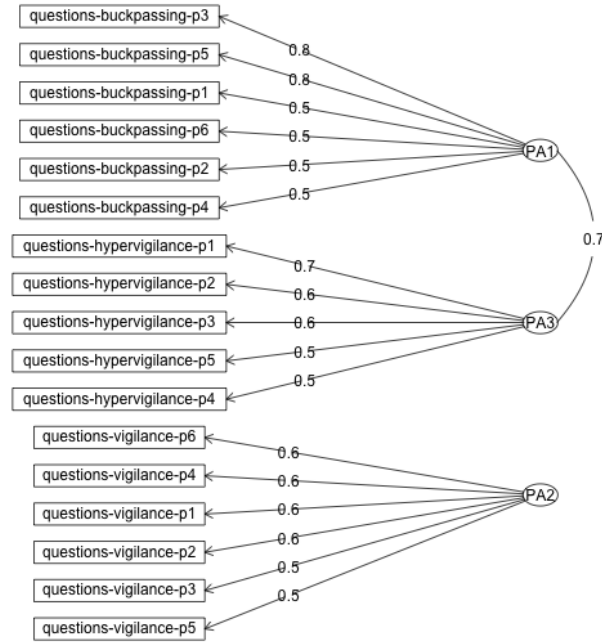 questions-buckpassing-p3
questions-buckpassing-p5
0.8
questions-buckpassing-p1
0.8
0.5
questions-buckpassing-p6
0.5
PA1
questions-buckpassing-p2
0.5
questions-buckpassing-p4
0.5
0.7
questions-hypervigilance-p1
0.7
questions-hypervigilance-p2
0.6
questions-hypervigilance-p3
0.6
PA3
questions-hypervigilance-p5
0.5
questions-hypervigilance-p4
0.5
questions-vigilance-p6
0.6
questions-vigilance-p4
0.6
PA2
questions-vigilance-p1
0.6
questions-vigilance-p2
0.6
questions-vigilance-p3
0.5
0.5
questions-vigilance-p5